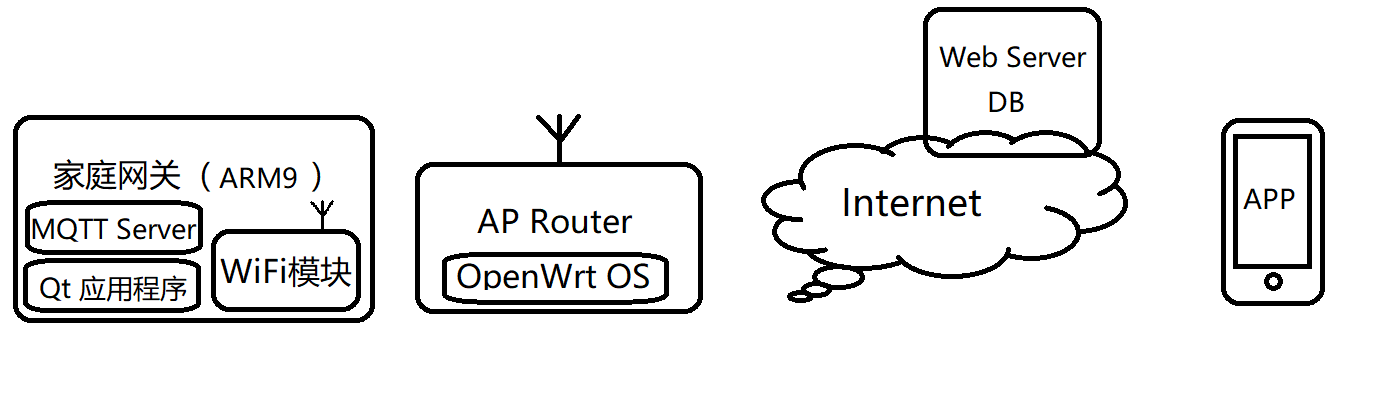 家庭网关（ARM9 ）
MQTT Server
Qt 应用程序
WiFi模块
AP Router
OpenWrt OS
Internet
Web Server
DB
APP